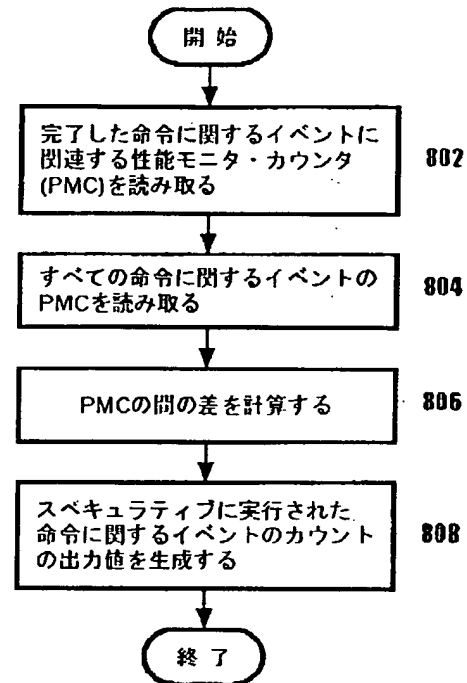 開 始
完了した命令に関するイベントに
関連する性能モニタ・カウンタ
(PMC)を読み取る
802
すべての命令に関するイベントの
PMCを読み取る
804
PMCの間の差を計算する
806
スペキュラティブに実行された
命令に関するイベントのカウント
の出力値を生成する
808
終 了